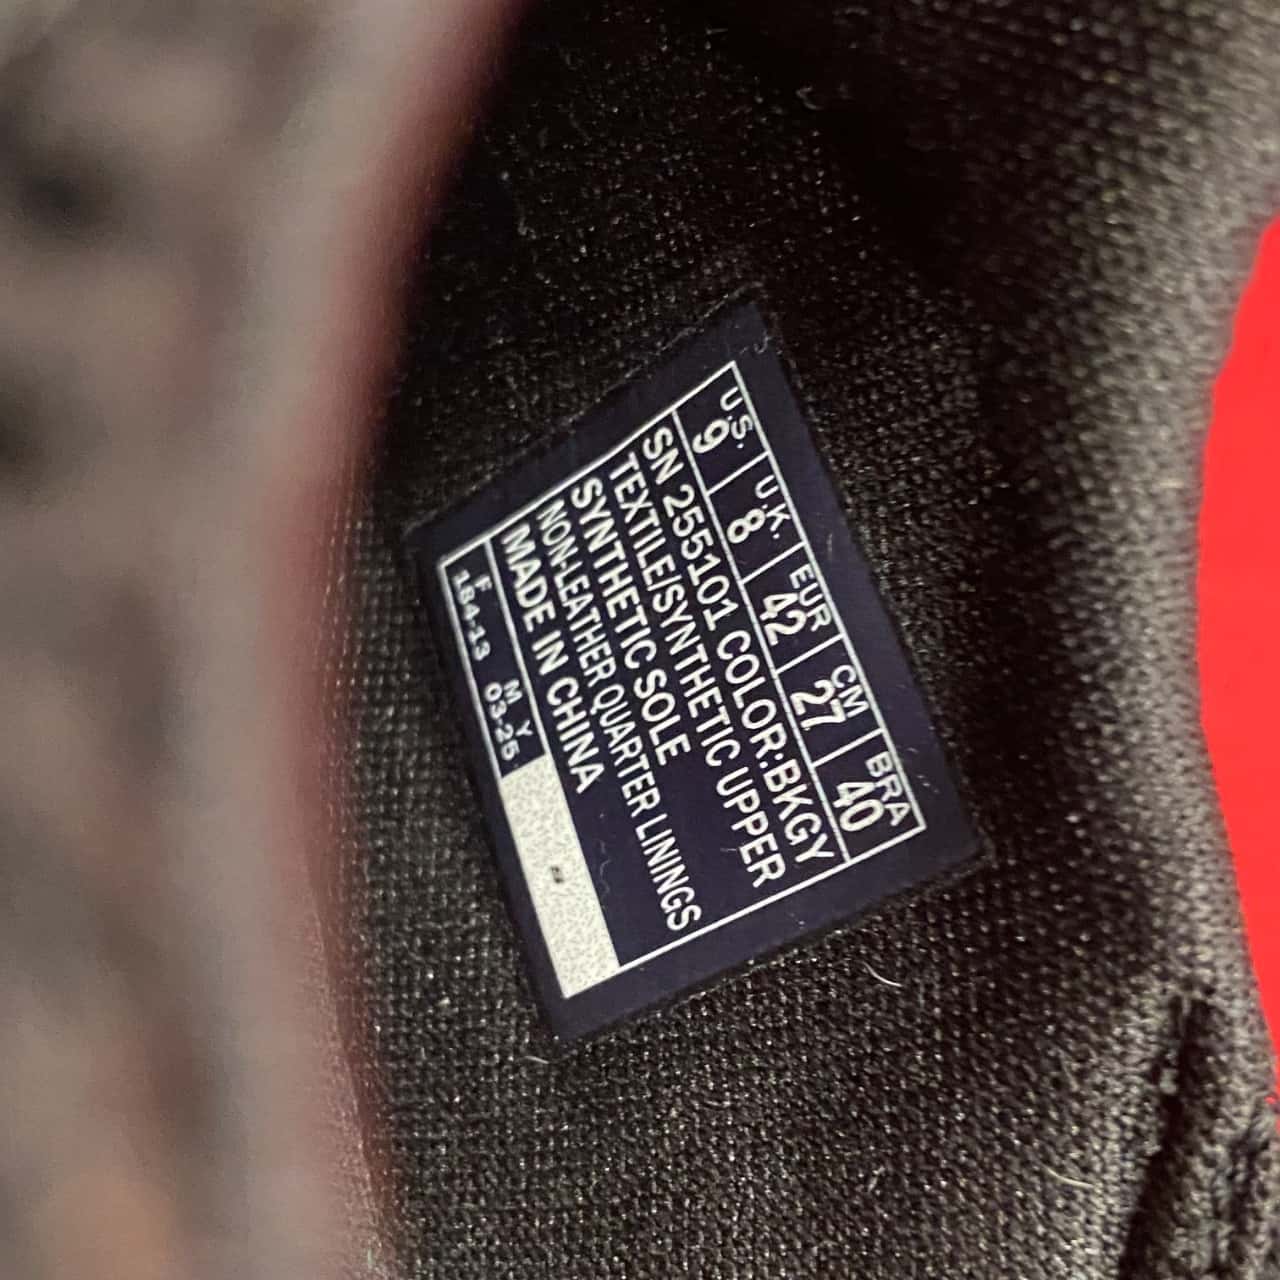 U.S. U.K. EUR CM BRA
9 8 42 27 40
SN 255101 COLOR:BKGY
TEXTILE/SYNTHETIC UPPER
SYNTHETIC SOLE
NON-LEATHER QUARTER LININGS
MADE IN CHINA
F M Y
184-13 03-25